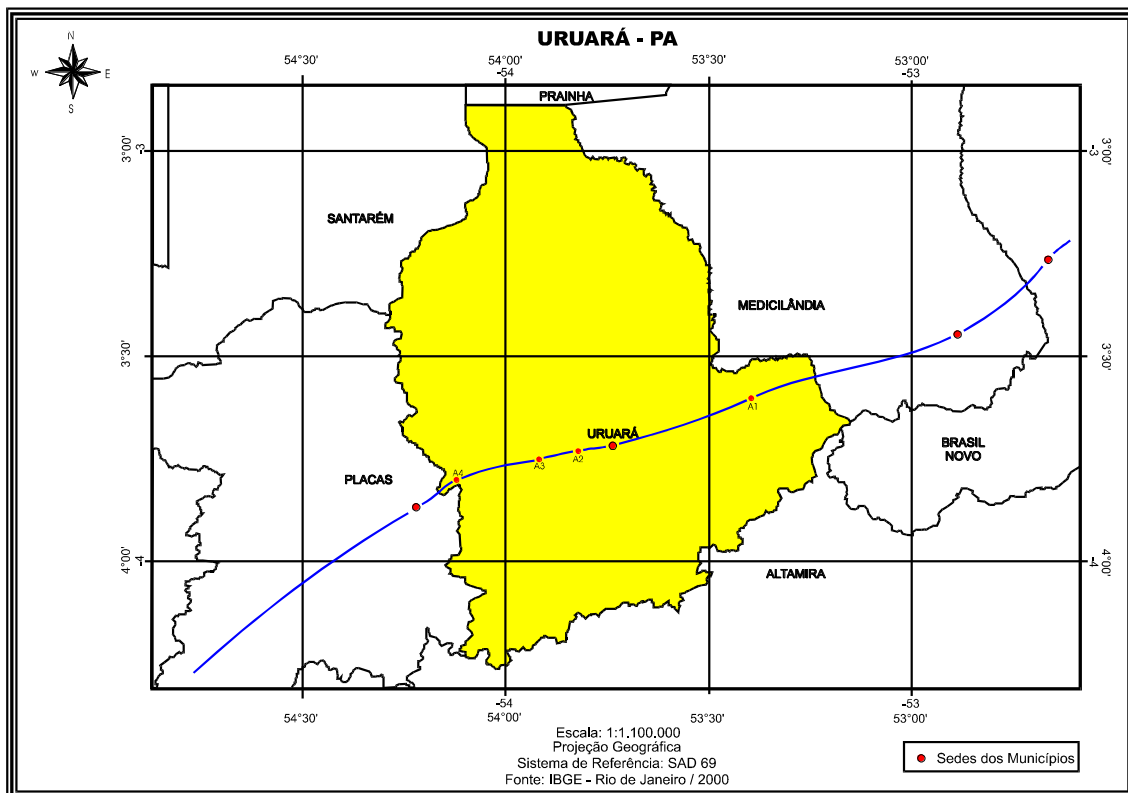 URUARÁ - PA
N
W E
S
54°30' 54°00' 53°30' 53°00'
-54 -53
PRAINHA
3°00' -3 -3 3°00'
SANTARÉM
MEDICILÂNDIA
3°30' 3°30'
A1
URUARÁ
BRASIL
NOVO
A2
A3
A4
PLACAS
4°00' -4 -4 4°00'
ALTAMIRA
-54 -53
54°30' 54°00' 53°30' 53°00'
Escala: 1:1.100.000
Projeção Geográfica
Sistema de Referência: SAD 69
Fonte: IBGE - Rio de Janeiro / 2000
Sedes dos Municípios